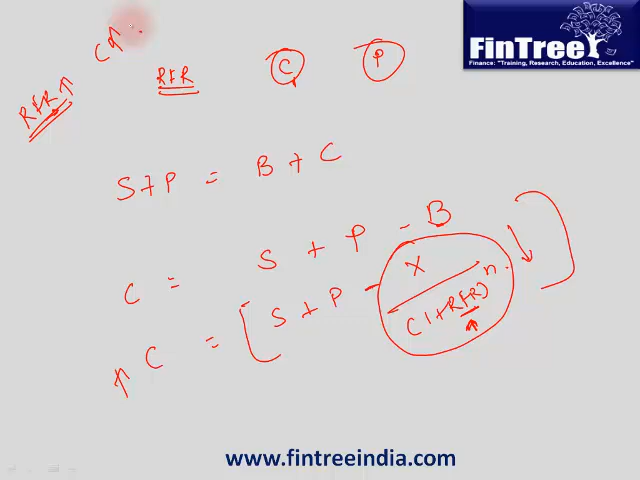 C↑
RFR↑
RFR C P
FinTree
Finance: "Training, Research, Education, Excellence"
S+P = B + C
C = S + P - B
↑ C = [S + P - X / (1+RFR)^n ↓]
www.fintreeindia.com